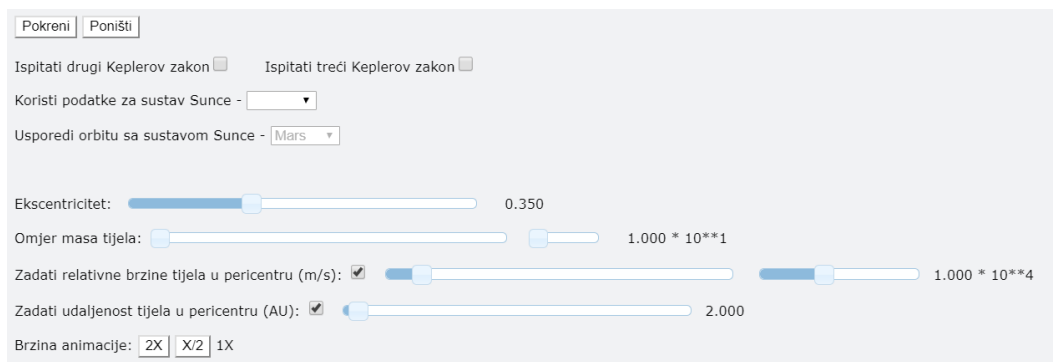 Pokreni Poništi
Ispitati drugi Keplerov zakon Ispitati treći Keplerov zakon
Koristi podatke za sustav Sunce -
Usporedi orbitu sa sustavom Sunce - Mars
Ekscentricitet: 0.350
Omjer masa tijela: 1.000 * 10**1
Zadati relativne brzine tijela u pericentru (m/s): 1.000 * 10**4
Zadati udaljenost tijela u pericentru (AU): 2.000
Brzina animacije: 2X X/2 1X